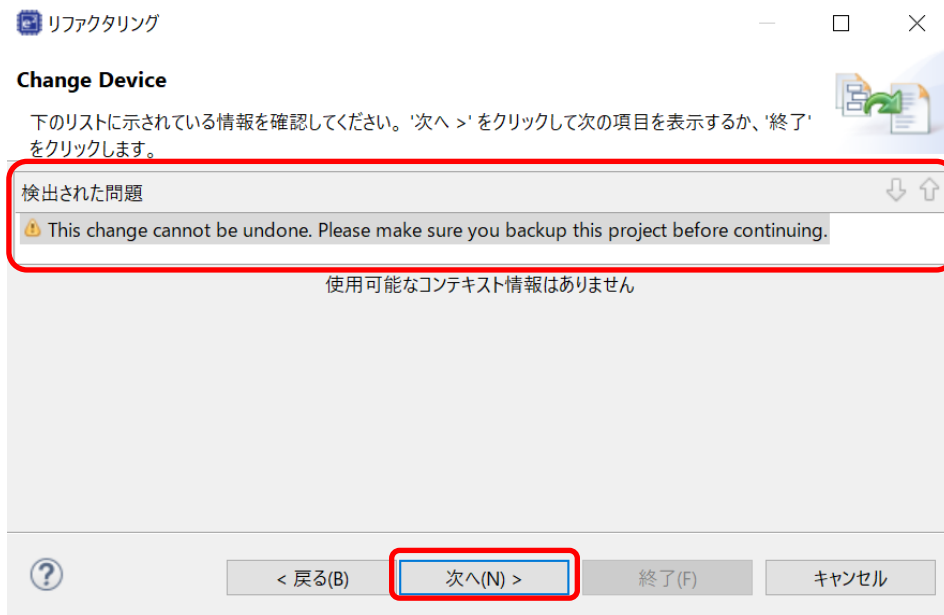 リファクタリング
Change Device
下のリストに示されている情報を確認してください。'次へ >' をクリックして次の項目を表示するか、'終了'
をクリックします。
検出された問題
This change cannot be undone. Please make sure you backup this project before continuing.
使用可能なコンテキスト情報はありません
?
< 戻る(B)
次へ(N) >
終了(F)
キャンセル